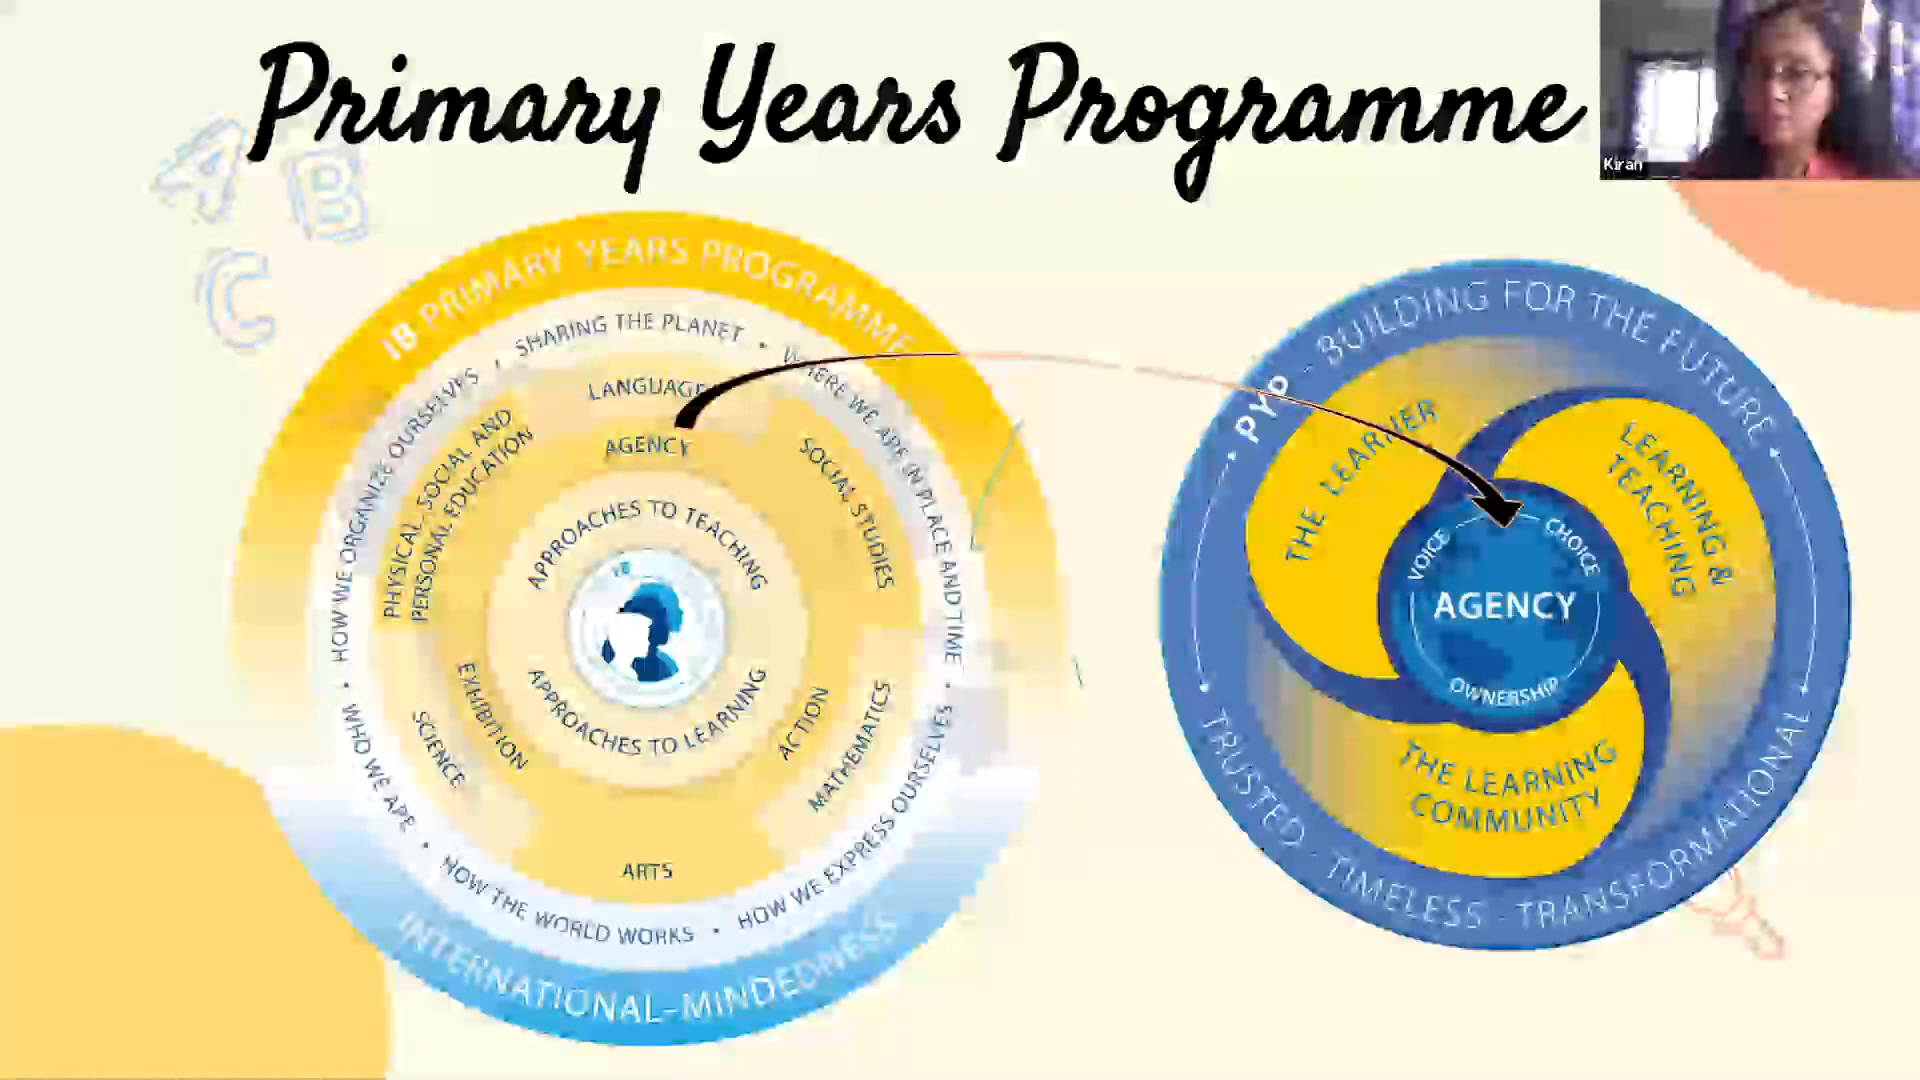 Primary Years Programme
Kiran
A B
C
IB PRIMARY YEARS PROGRAMME
SHARING THE PLANET
WHERE WE ARE IN PLACE AND TIME
HOW WE EXPRESS OURSELVES
HOW THE WORLD WORKS
WHO WE ARE
HOW WE ORGANIZE OURSELVES
LANGUAGE
SOCIAL STUDIES
MATHEMATICS
ARTS
SCIENCE
PHYSICAL, SOCIAL AND
PERSONAL EDUCATION
AGENCY
ACTION
EXHIBITION
APPROACHES TO TEACHING
IB
APPROACHES TO LEARNING
INTERNATIONAL-MINDEDNESS
PYP - BUILDING FOR THE FUTURE
THE LEARNER
LEARNING &
TEACHING
VOICE
CHOICE
AGENCY
OWNERSHIP
THE LEARNING
COMMUNITY
TRUSTED - TIMELESS - TRANSFORMATIONAL